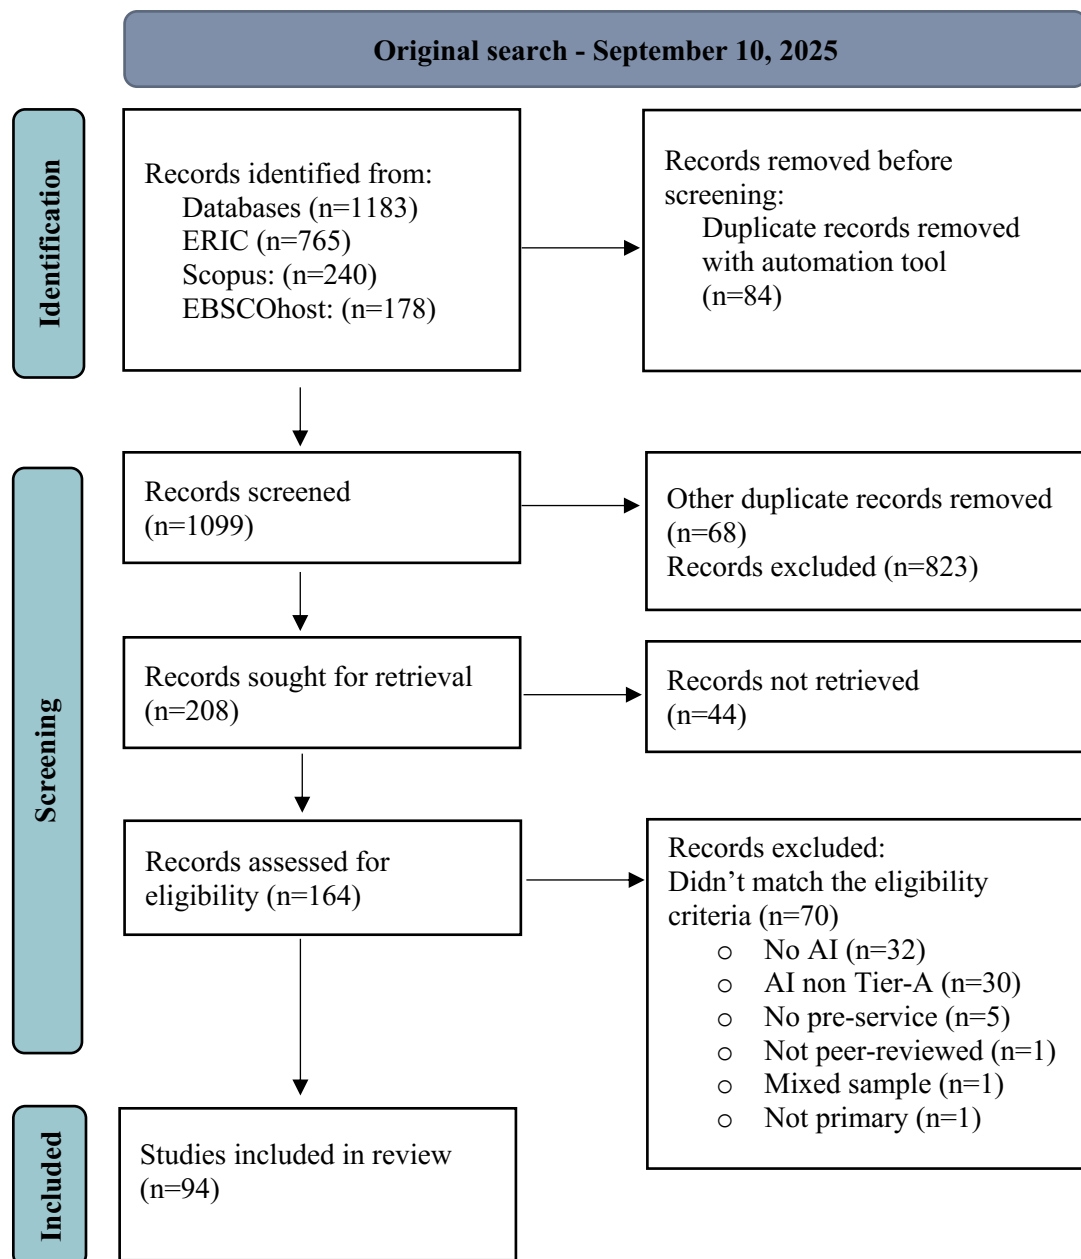 Original search - September 10, 2025
Identification
Records identified from:
Databases (n=1183)
ERIC (n=765)
Scopus: (n=240)
EBSCOhost: (n=178)
Records removed before
screening:
Duplicate records removed
with automation tool
(n=84)
Screening
Records screened
(n=1099)
Other duplicate records removed
(n=68)
Records excluded (n=823)
Records sought for retrieval
(n=208)
Records not retrieved
(n=44)
Records assessed for
eligibility (n=164)
Records excluded:
Didn’t match the eligibility
criteria (n=70)
o No AI (n=32)
o AI non Tier-A (n=30)
o No pre-service (n=5)
o Not peer-reviewed (n=1)
o Mixed sample (n=1)
o Not primary (n=1)
Included
Studies included in review
(n=94)